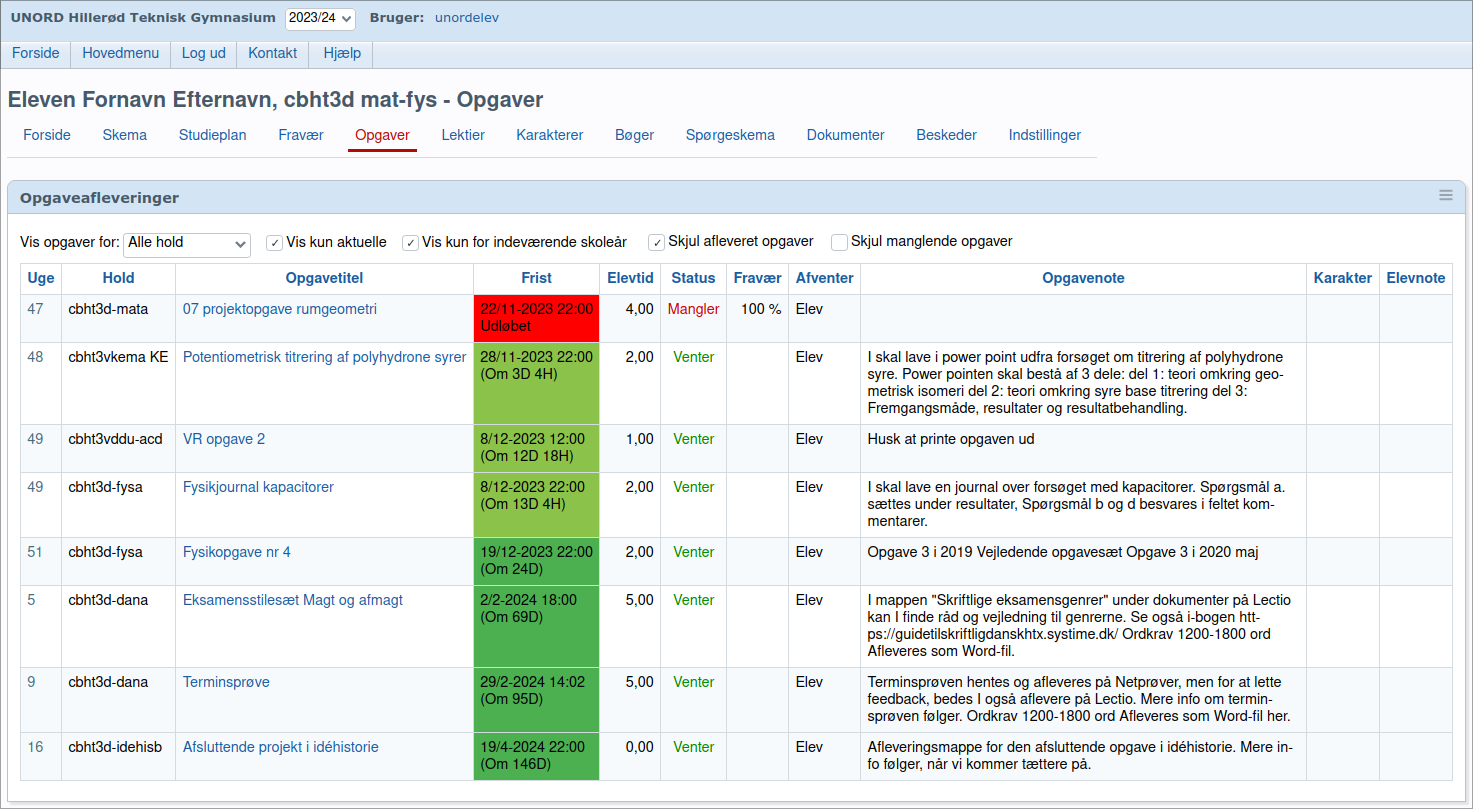 UNORD Hillerød Teknisk Gymnasium 2023/24 Bruger: unordelev
Forside Hovedmenu Log ud Kontakt Hjælp
Eleven Fornavn Efternavn, cbht3d mat-fys - Opgaver
Forside Skema Studieplan Fravær Opgaver Lektier Karakterer Bøger Spørgeskema Dokumenter Beskeder Indstillinger
Opgaveafleveringer
Vis opgaver for: Alle hold Vis kun aktuelle Vis kun for indeværende skoleår Skjul afleveret opgaver Skjul manglende opgaver
Uge Hold Opgavetitel Frist Elevtid Status Fravær Afventer Opgavenote Karakter Elevnote
47 cbht3d-mata 07 projektopgave rumgeometri 22/11-2023 22:00 4,00 Mangler 100 % Elev
Udløbet
48 cbht3vkema KE Potentiometrisk titrering af polyhydrone syrer 28/11-2023 22:00 2,00 Venter Elev I skal lave i power point udfra forsøget om titrering af polyhydrone
(Om 3D 4H) syre. Power pointen skal bestå af 3 dele: del 1: teori omkring geo-
metrisk isomeri del 2: teori omkring syre base titrering del 3:
Fremgangsmåde, resultater og resultatbehandling.
49 cbht3vddu-acd VR opgave 2 8/12-2023 12:00 1,00 Venter Elev Husk at printe opgaven ud
(Om 12D 18H)
49 cbht3d-fysa Fysikjournal kapacitorer 8/12-2023 22:00 2,00 Venter Elev I skal lave en journal over forsøget med kapacitorer. Spørgsmål a.
(Om 13D 4H) sættes under resultater, Spørgsmål b og d besvares i feltet kom-
mentarer.
51 cbht3d-fysa Fysikopgave nr 4 19/12-2023 22:00 2,00 Venter Elev Opgave 3 i 2019 Vejledende opgavesæt Opgave 3 i 2020 maj
(Om 24D)
5 cbht3d-dana Eksamensstilesæt Magt og afmagt 2/2-2024 18:00 5,00 Venter Elev I mappen "Skriftlige eksamensgenrer" under dokumenter på Lectio
(Om 69D) kan I finde råd og vejledning til genrerne. Se også i-bogen htt-
ps://guidetilskriftligdanskhtx.systime.dk/ Ordkrav 1200-1800 ord
Afleveres som Word-fil.
9 cbht3d-dana Terminsprøve 29/2-2024 14:02 5,00 Venter Elev Terminsprøven hentes og afleveres på Netprøver, men for at lette
(Om 95D) feedback, bedes I også aflevere på Lectio. Mere info om termin-
sprøven følger. Ordkrav 1200-1800 ord Afleveres som Word-fil her.
16 cbht3d-idehisb Afsluttende projekt i idéhistorie 19/4-2024 22:00 0,00 Venter Elev Afleveringsmappe for den afsluttende opgave i idéhistorie. Mere in-
(Om 146D) fo følger, når vi kommer tættere på.